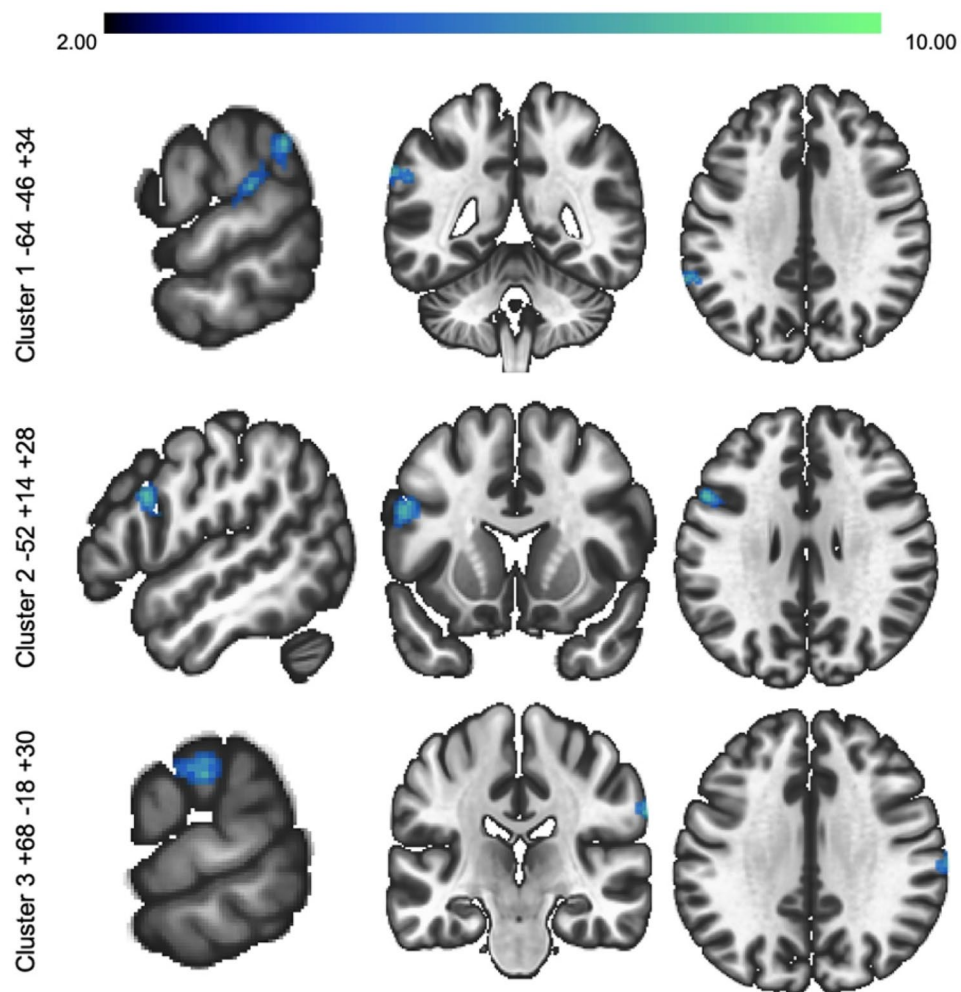 2.00 10.00
Cluster 1 -64 -46 +34
Cluster 2 -52 +14 +28
Cluster 3 +68 -18 +30